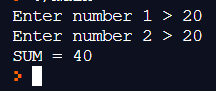 Enter number 1 > 20
Enter number 2 > 20
SUM = 40
>